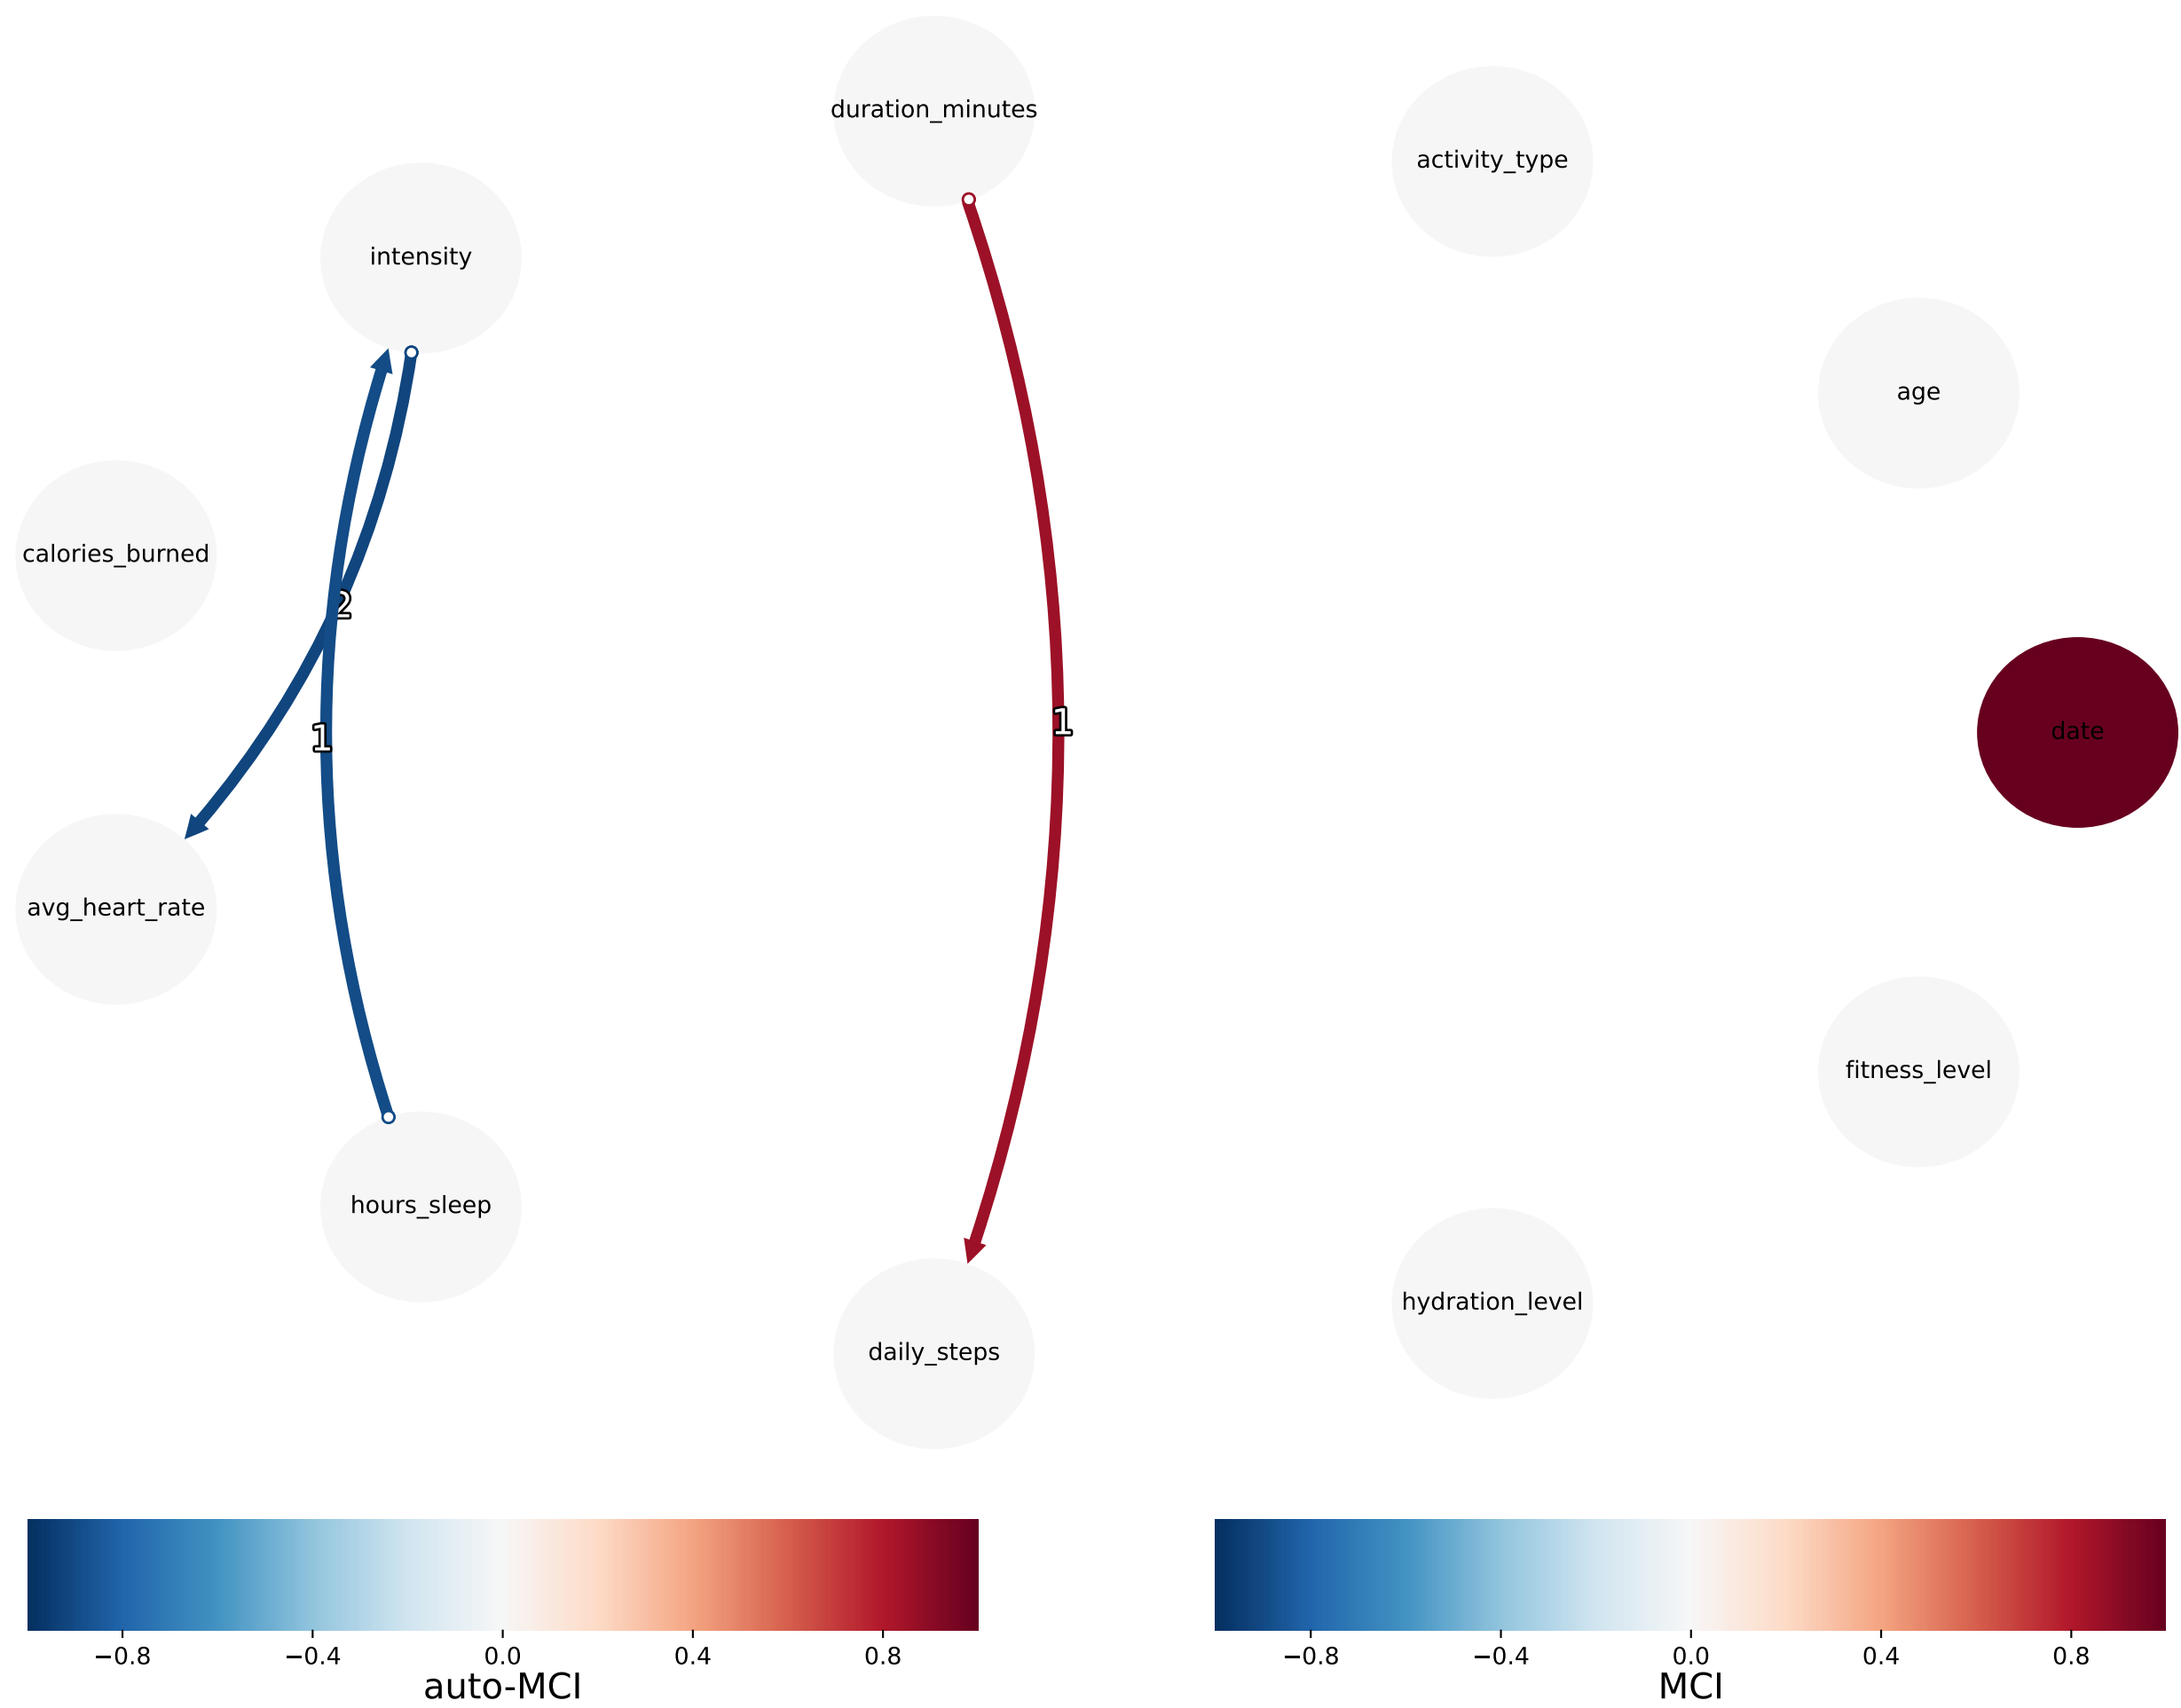 duration_minutes
activity_type
intensity
age
calories_burned
2
1
1
date
avg_heart_rate
fitness_level
hours_sleep
hydration_level
daily_steps
−0.8 −0.4 0.0 0.4 0.8
auto-MCI
−0.8 −0.4 0.0 0.4 0.8
MCI